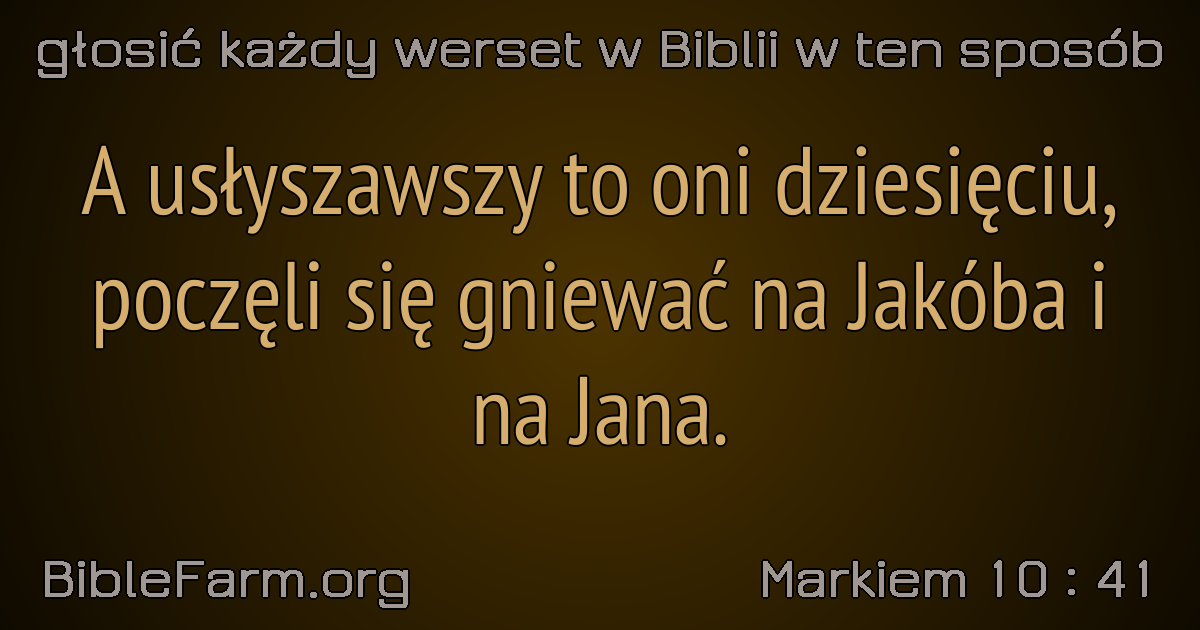 głosić każdy werset w Biblii w ten sposób
A usłyszawszy to oni dziesięciu,
poczęli się gniewać na Jakóba i
na Jana.
BibleFarm.org
Markiem 10 : 41